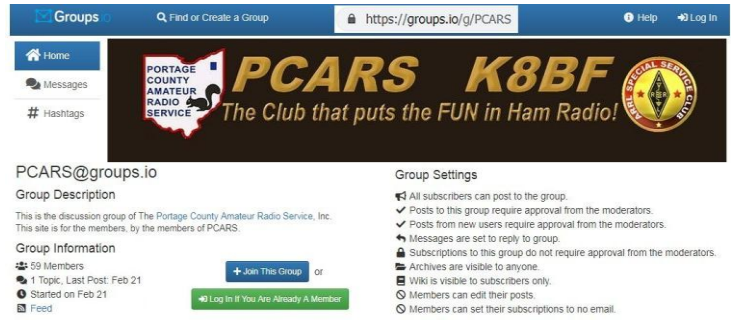 Groups.io
Find or Create a Group
https://groups.io/g/PCARS
Help
Log In
Home
Messages
Hashtags
PORTAGE
COUNTY
AMATEUR
RADIO
SERVICE
PCARS K8BF
The Club that puts the FUN in Ham Radio!
ARRL SPECIAL SERVICE CLUB
PCARS@groups.io
Group Description
This is the discussion group of The Portage County Amateur Radio Service, Inc.
This site is for the members, by the members of PCARS.
Group Information
59 Members
1 Topic, Last Post: Feb 21
Started on Feb 21
Feed
+ Join This Group or
Log In If You Are Already A Member
Group Settings
All subscribers can post to the group.
Posts to this group require approval from the moderators.
Posts from new users require approval from the moderators.
Messages are set to reply to group.
Subscriptions to this group do not require approval from the moderators.
Archives are visible to anyone.
Wiki is visible to subscribers only.
Members can edit their posts.
Members can set their subscriptions to no email.